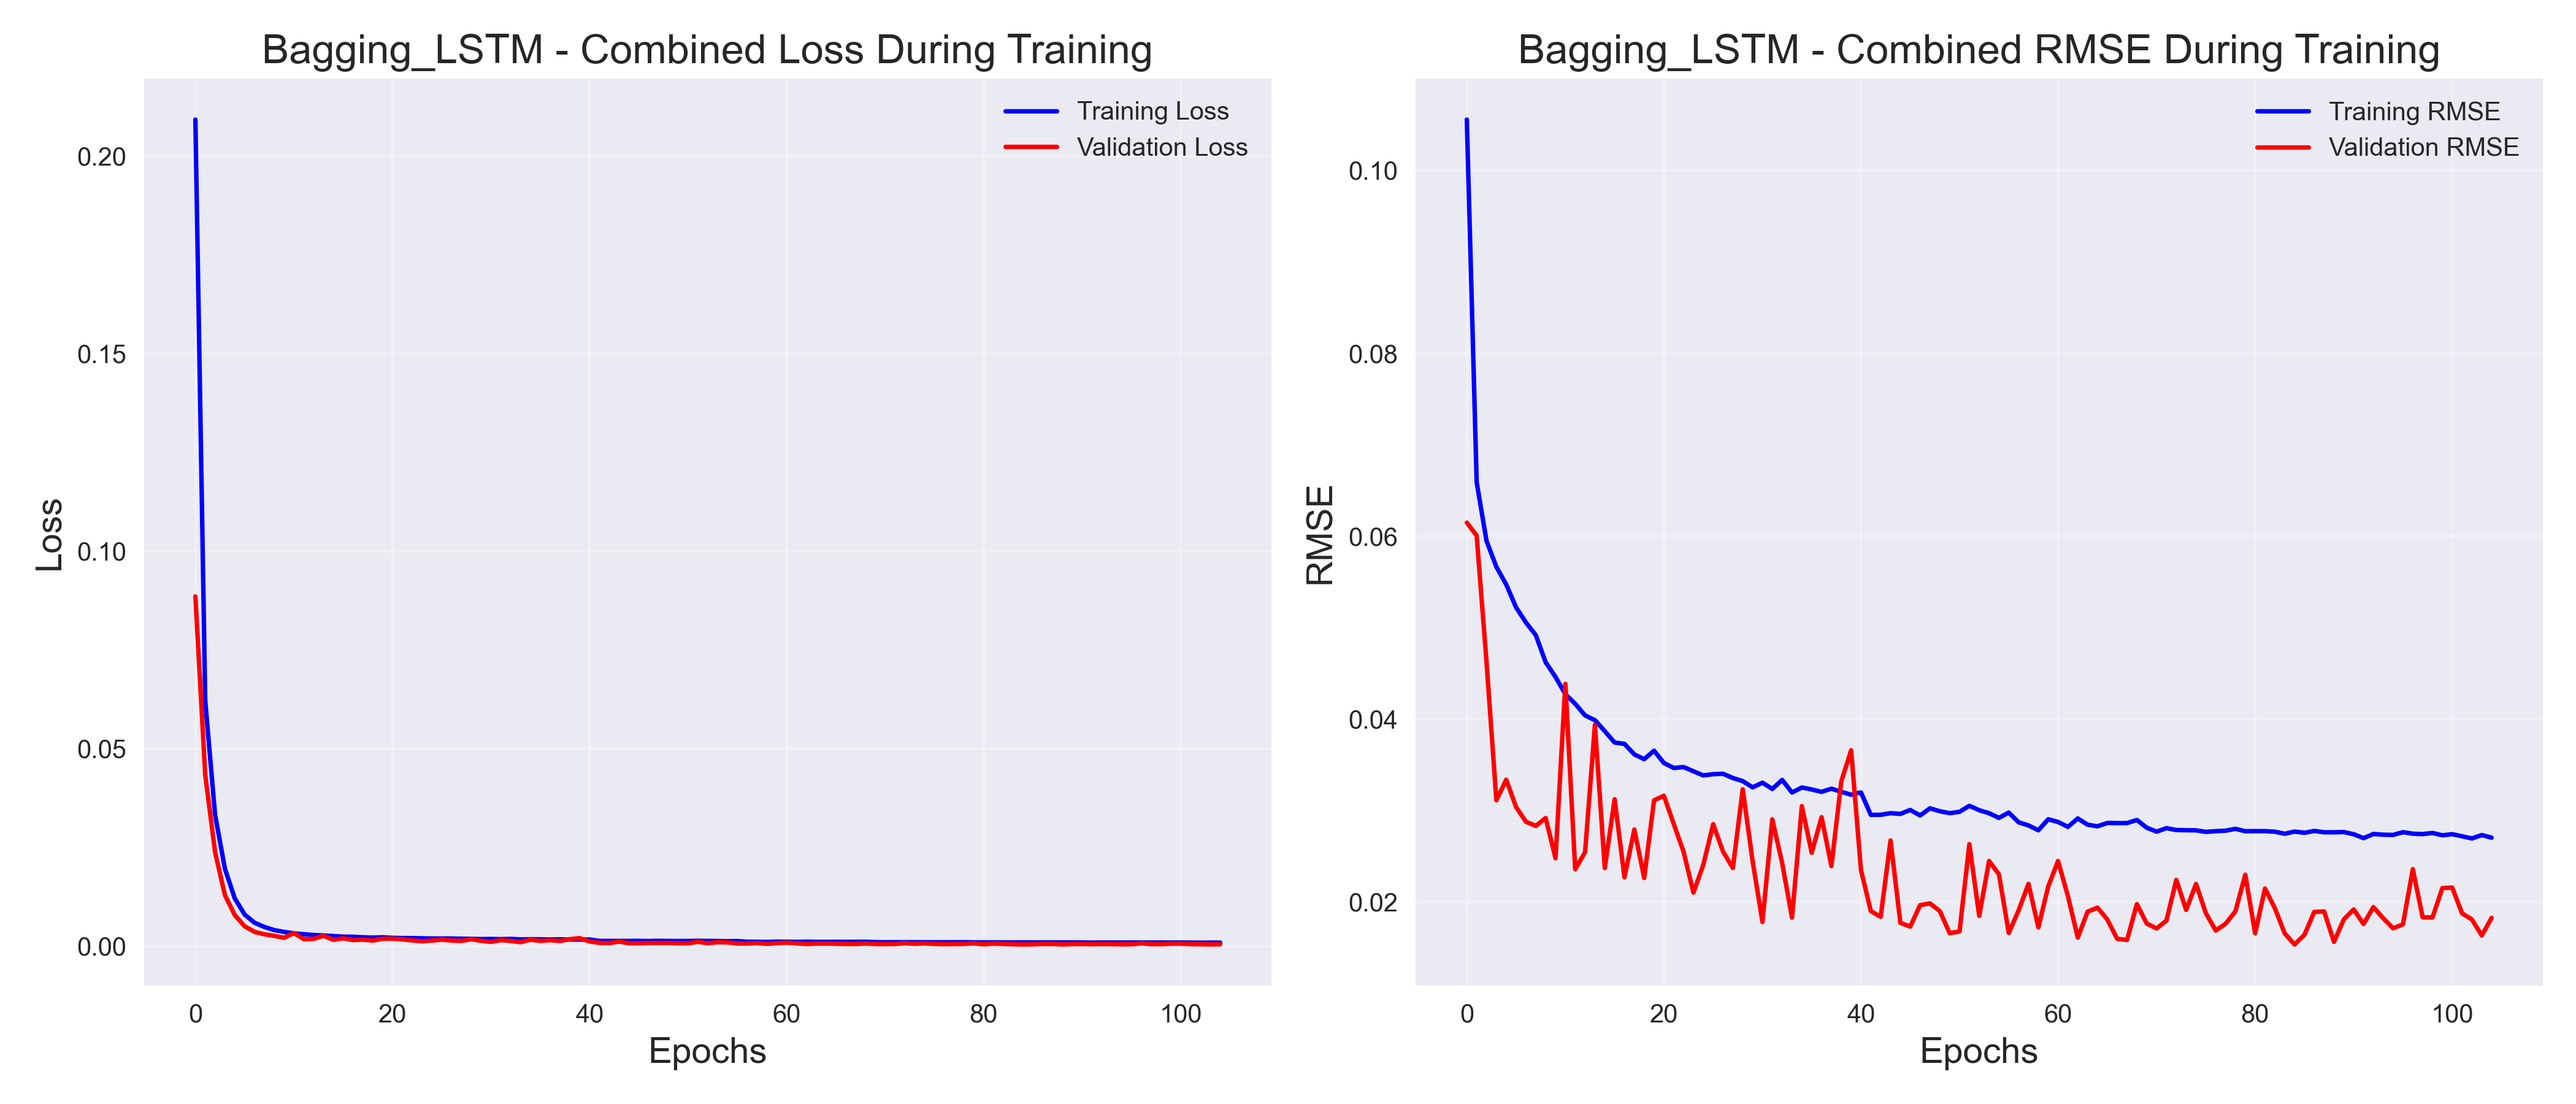 Bagging_LSTM - Combined Loss During Training
Training Loss
Validation Loss
0.20
0.15
0.10
0.05
0.00
Loss
0 20 40 60 80 100
Epochs
Bagging_LSTM - Combined RMSE During Training
Training RMSE
Validation RMSE
0.10
0.08
0.06
0.04
0.02
RMSE
0 20 40 60 80 100
Epochs